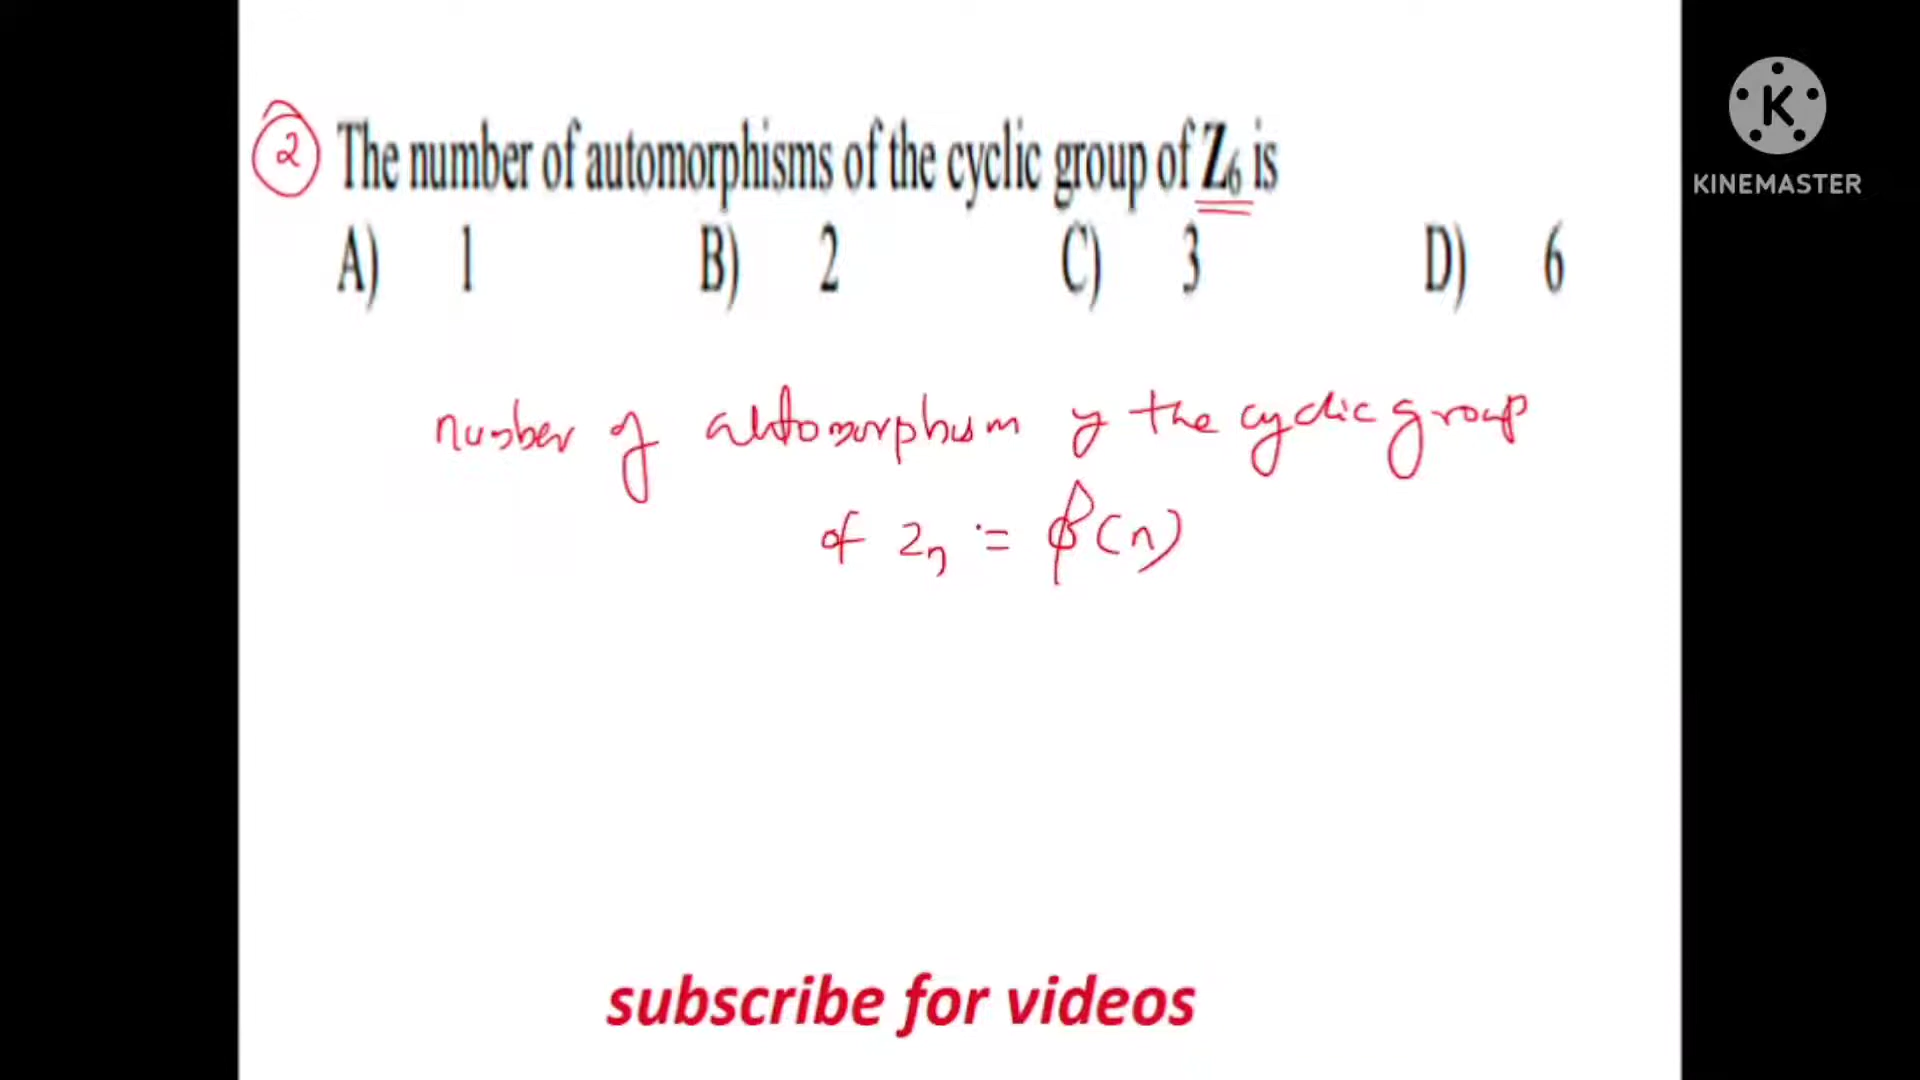 ② The number of automorphisms of the cyclic group of Z₆ is
A) 1 B) 2 C) 3 D) 6
number of automorphism of the cyclic group
of Zn := ϕ(n)
subscribe for videos
KINEMASTER